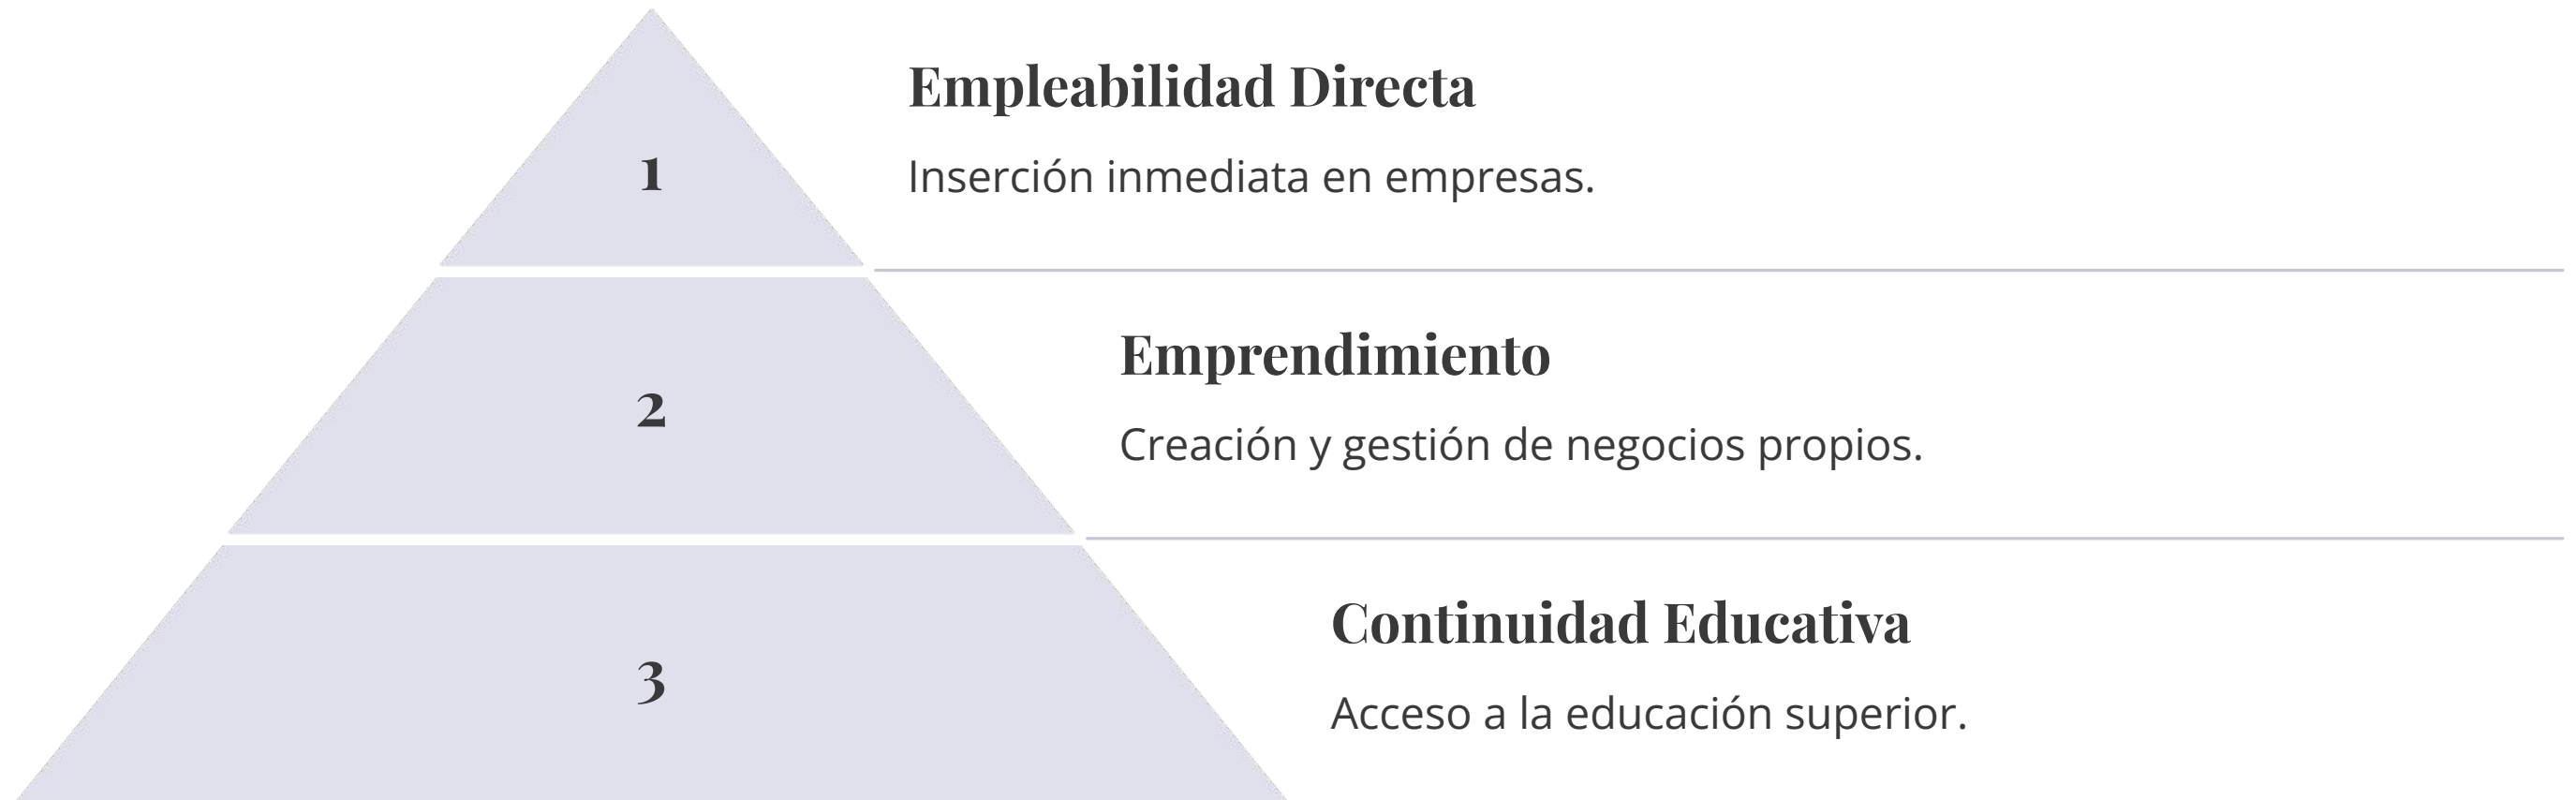 1
Empleabilidad Directa
Inserción inmediata en empresas.
2
Emprendimiento
Creación y gestión de negocios propios.
3
Continuidad Educativa
Acceso a la educación superior.